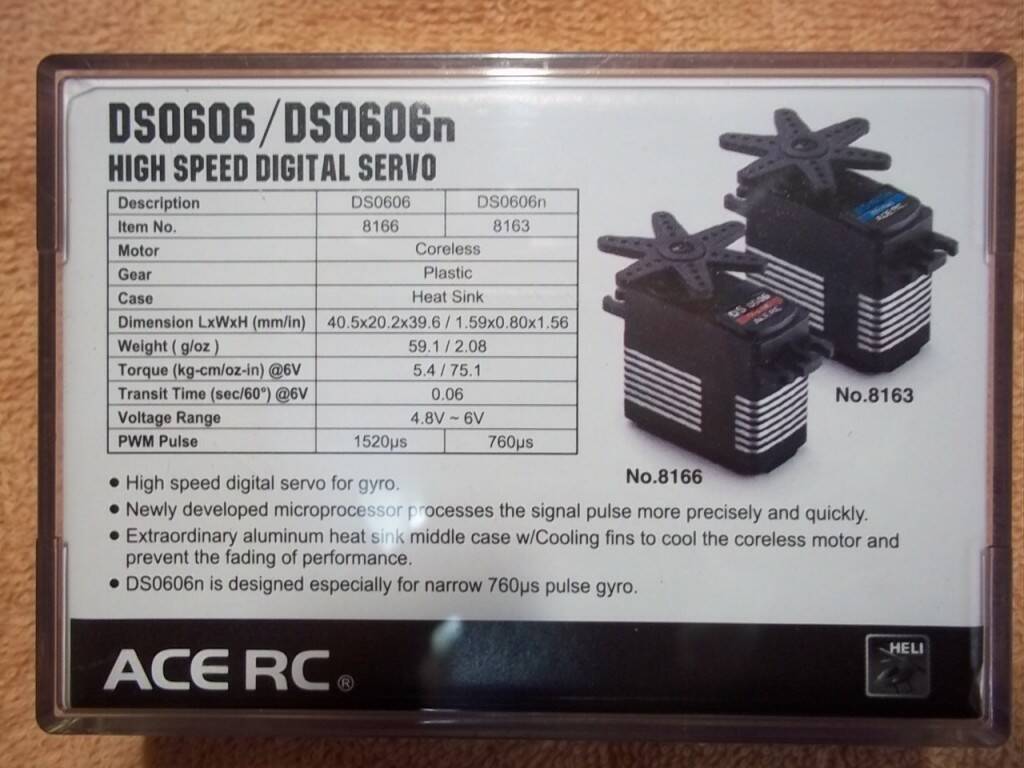 DS0606/DS0606n
HIGH SPEED DIGITAL SERVO
Description DS0606 DS0606n
Item No. 8166 8163
Motor Coreless
Gear Plastic
Case Heat Sink
Dimension LxWxH (mm/in) 40.5x20.2x39.6 / 1.59x0.80x1.56
Weight ( g/oz ) 59.1 / 2.08
Torque (kg-cm/oz-in) @6V 5.4 / 75.1
Transit Time (sec/60°) @6V 0.06
Voltage Range 4.8V ~ 6V
PWM Pulse 1520µs 760µs
ACE RC
DS 0606
ACE RC
No.8163
No.8166
● High speed digital servo for gyro.
● Newly developed microprocessor processes the signal pulse more precisely and quickly.
● Extraordinary aluminum heat sink middle case w/Cooling fins to cool the coreless motor and
prevent the fading of performance.
● DS0606n is designed especially for narrow 760µs pulse gyro.
ACE RC®
HELI